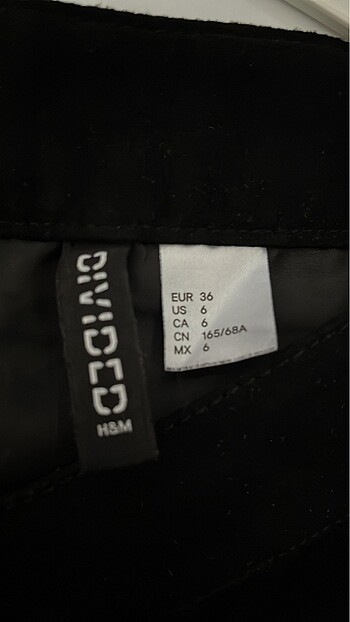 DIVIDED
H&M
EUR 36
US 6
CA 6
CN 165/68A
MX 6